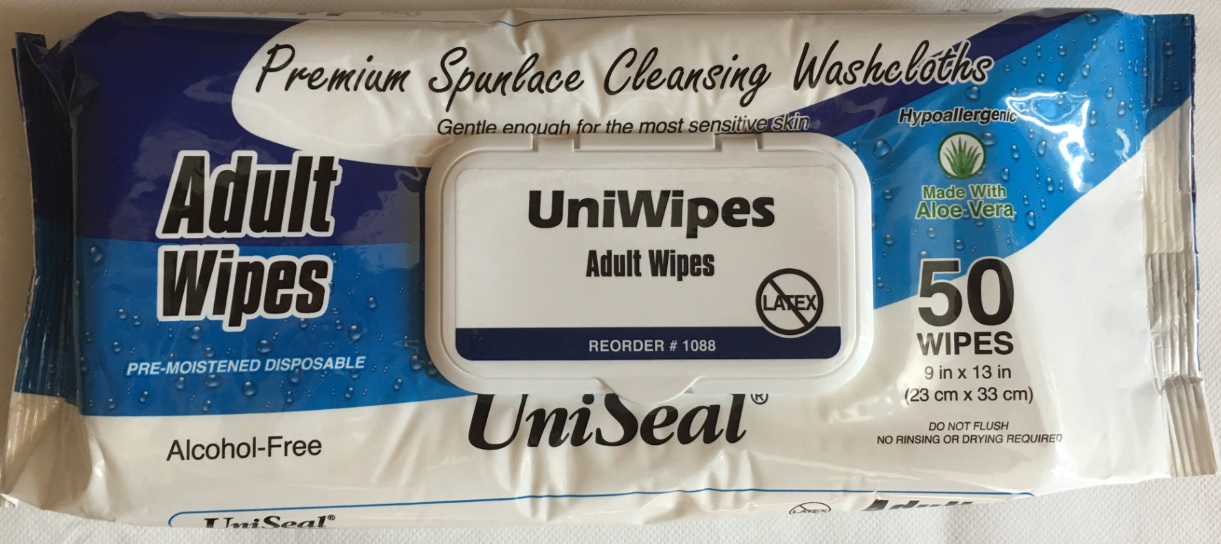 Premium Spunlace Cleansing Washcloths
Gentle enough for the most sensitive skin
Hypoallergenic
Made With
Aloe Vera
Adult
Wipes
PRE-MOISTENED DISPOSABLE
Alcohol-Free
UniWipes
Adult Wipes
LATEX
REORDER # 1088
UniSeal®
50
WIPES
9 in x 13 in
(23 cm x 33 cm)
DO NOT FLUSH
NO RINSING OR DRYING REQUIRED
UniSeal®
LATEX
Adult